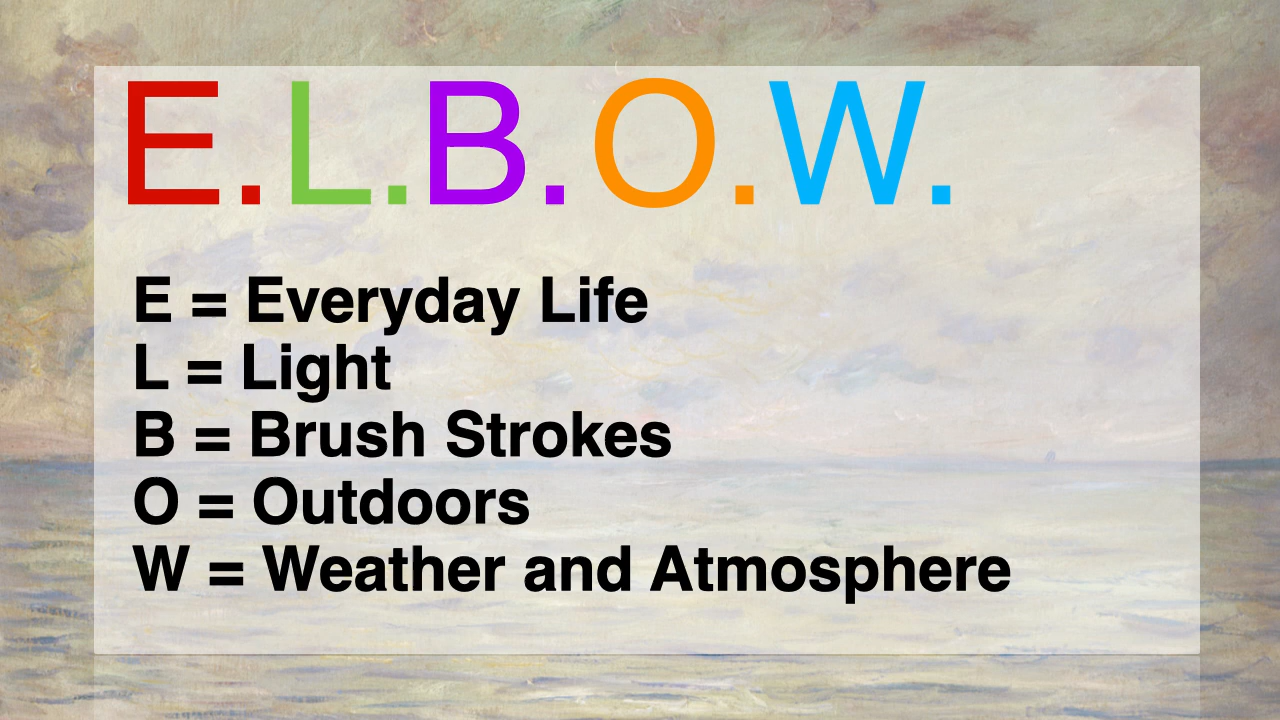 E.L.B.O.W.
E = Everyday Life
L = Light
B = Brush Strokes
O = Outdoors
W = Weather and Atmosphere